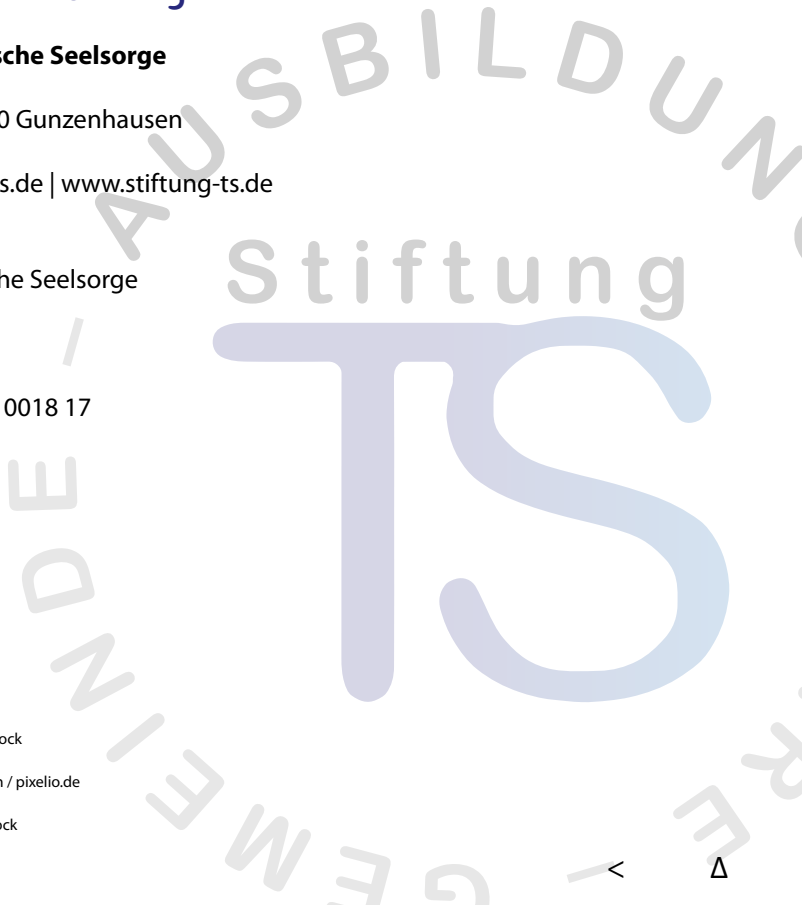 sche Seelsorge
0 Gunzenhausen
s.de | www.stiftung-ts.de
he Seelsorge
0018 17
ock
n / pixelio.de
ock
AUSBILDUN
Stiftung
TS
GEMEINDE
RE
< Δ